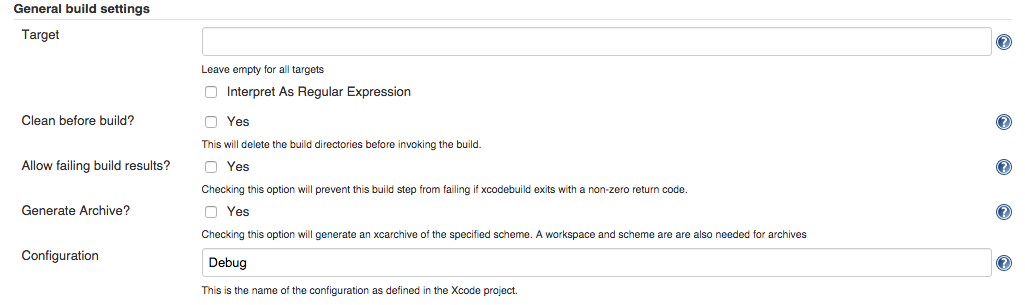 General build settings
Target
Leave empty for all targets
Interpret As Regular Expression
Clean before build?
Yes
This will delete the build directories before invoking the build.
Allow failing build results?
Yes
Checking this option will prevent this build step from failing if xcodebuild exits with a non-zero return code.
Generate Archive?
Yes
Checking this option will generate an xcarchive of the specified scheme. A workspace and scheme are are also needed for archives
Configuration
Debug
This is the name of the configuration as defined in the Xcode project.